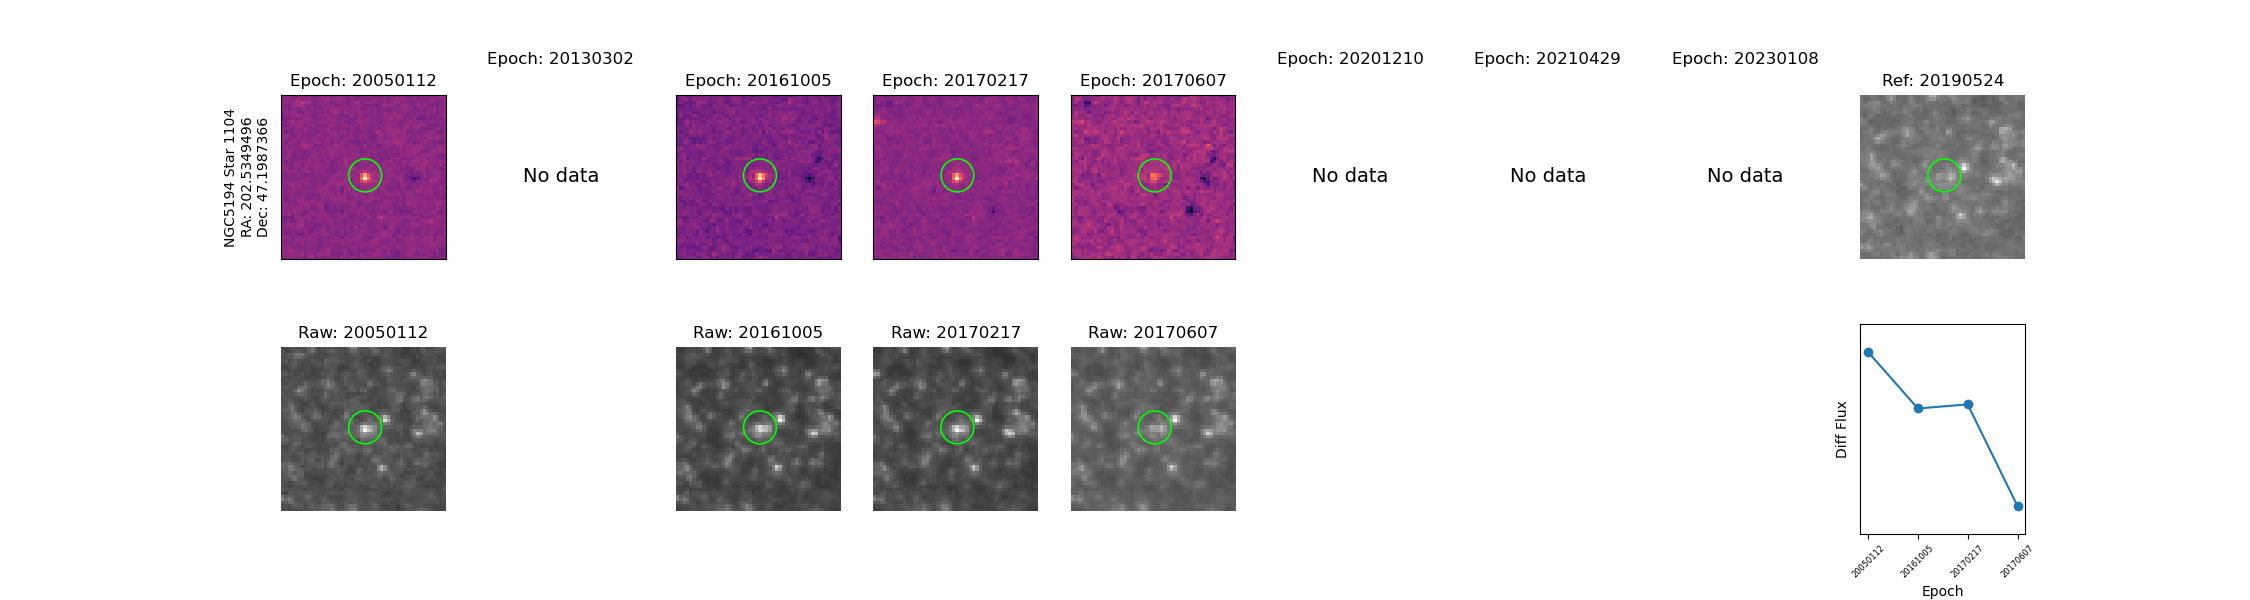 Epoch: 20050112
Epoch: 20130302
Epoch: 20161005
Epoch: 20170217
Epoch: 20170607
Epoch: 20201210
Epoch: 20210429
Epoch: 20230108
Ref: 20190524
NGC5194 Star 1104
RA: 202.53494496
Dec: 47.19987366
No data
No data
No data
No data
Raw: 20050112
Raw: 20161005
Raw: 20170217
Raw: 20170607
Diff Flux
20050112
20161005
20170217
20170607
Epoch